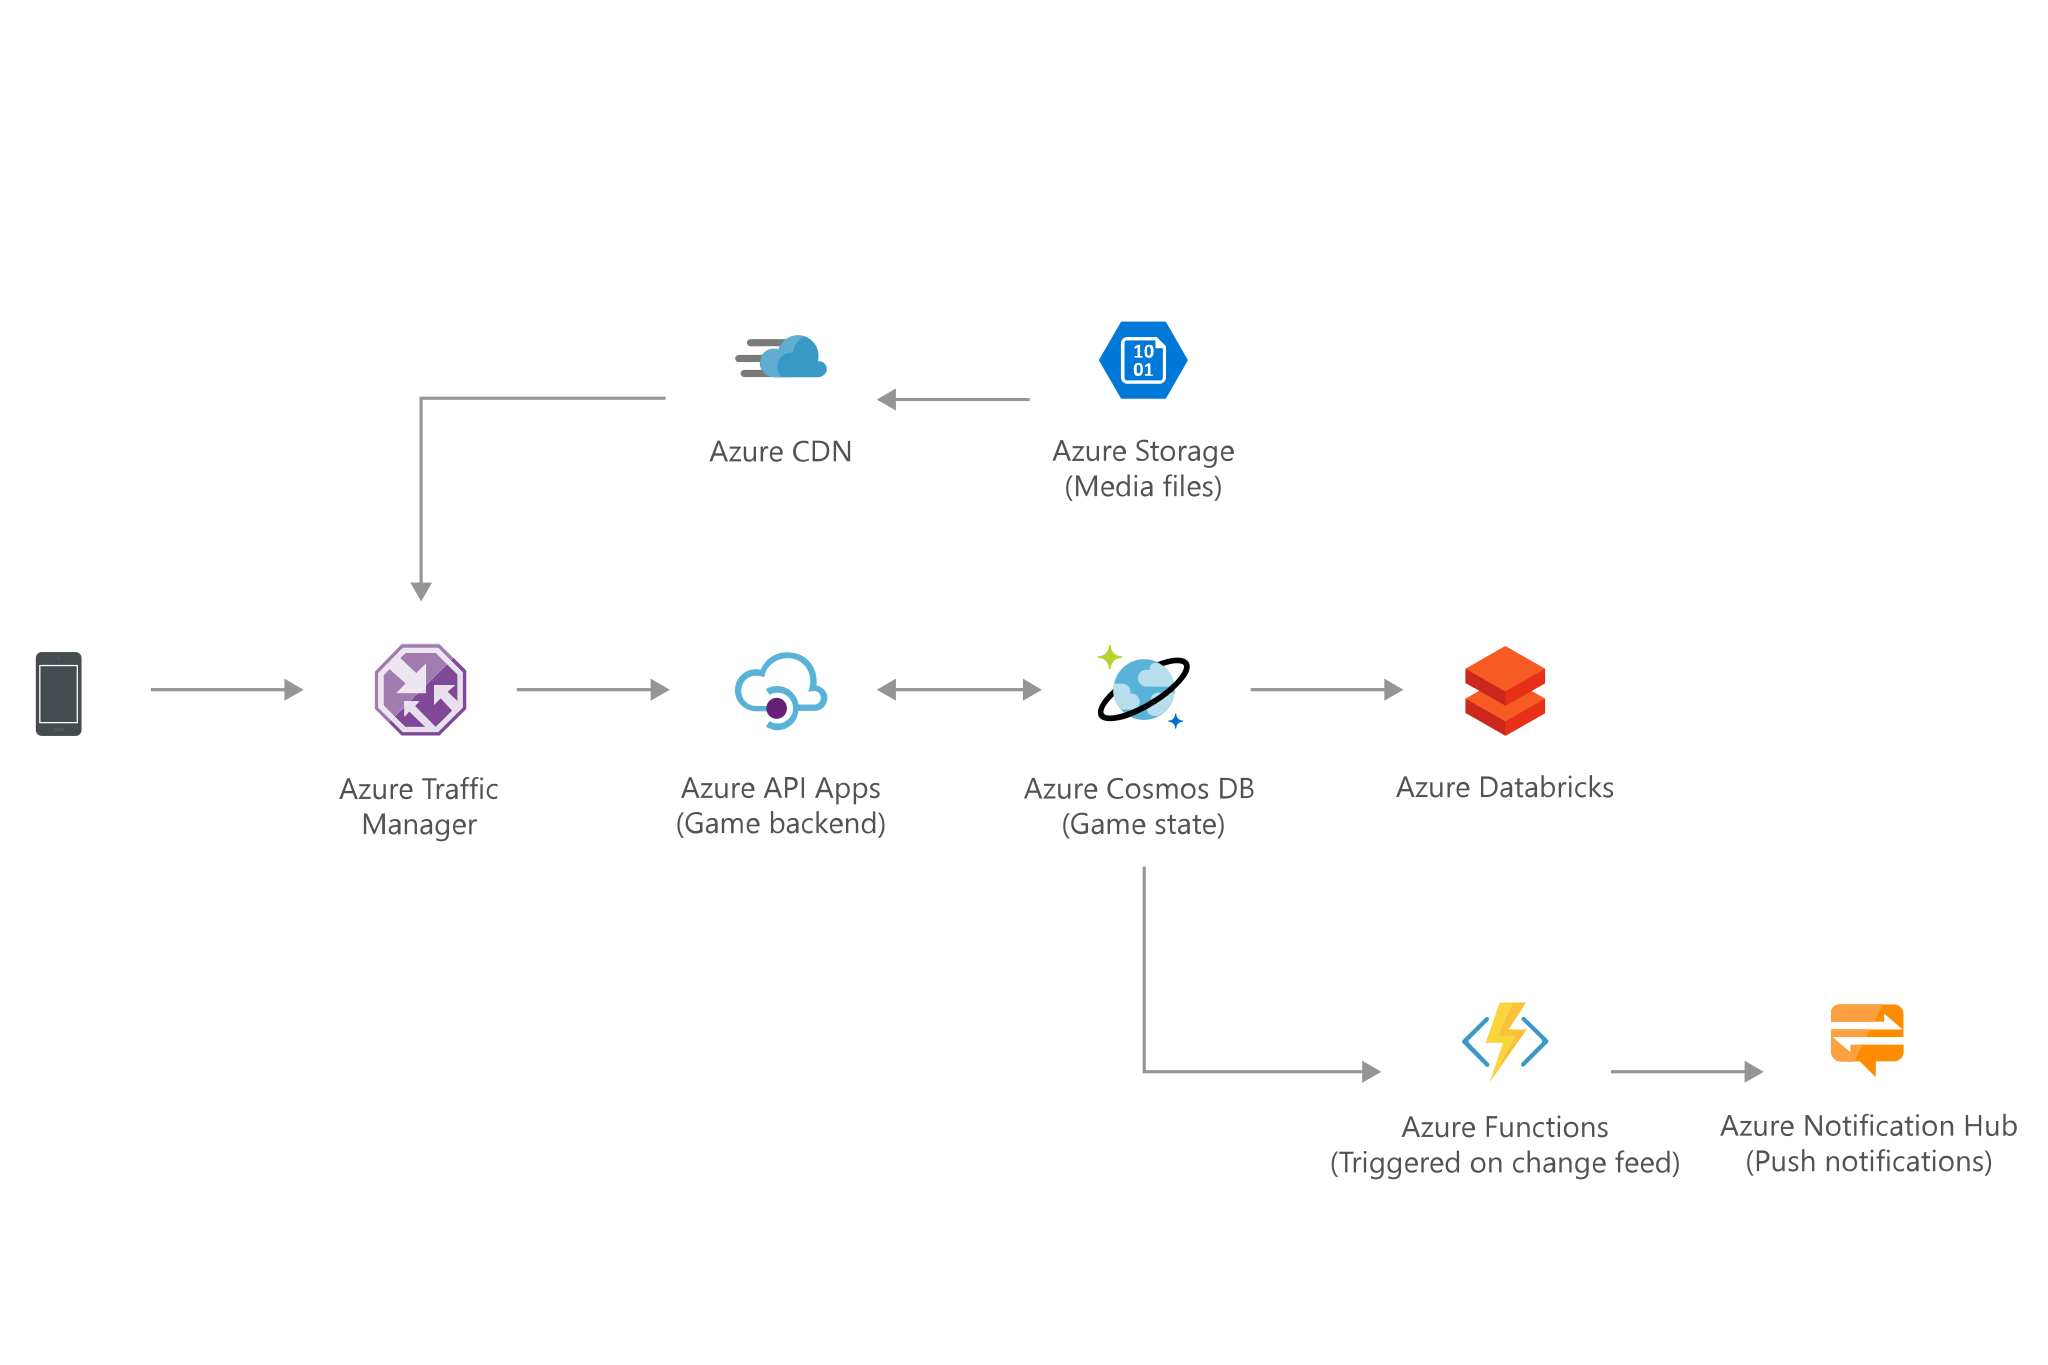 10
01
Azure CDN
Azure Storage
(Media files)
Azure Traffic
Manager
Azure API Apps
(Game backend)
Azure Cosmos DB
(Game state)
Azure Databricks
Azure Functions
(Triggered on change feed)
Azure Notification Hub
(Push notifications)